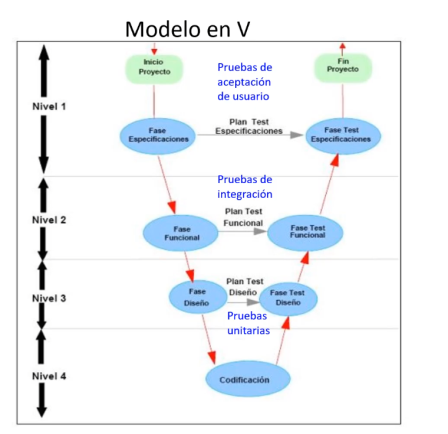 Modelo en V
Inicio
Proyecto
Fin
Proyecto
Pruebas de
aceptación
de usuario
Nivel 1
Fase
Especificaciones
Plan Test
Especificaciones
Fase Test
Especificaciones
Pruebas de
integración
Nivel 2
Fase
Funcional
Plan Test
Funcional
Fase Test
Funcional
Nivel 3
Fase
Diseño
Plan Test
Diseño
Fase Test
Diseño
Pruebas
unitarias
Nivel 4
Codificación